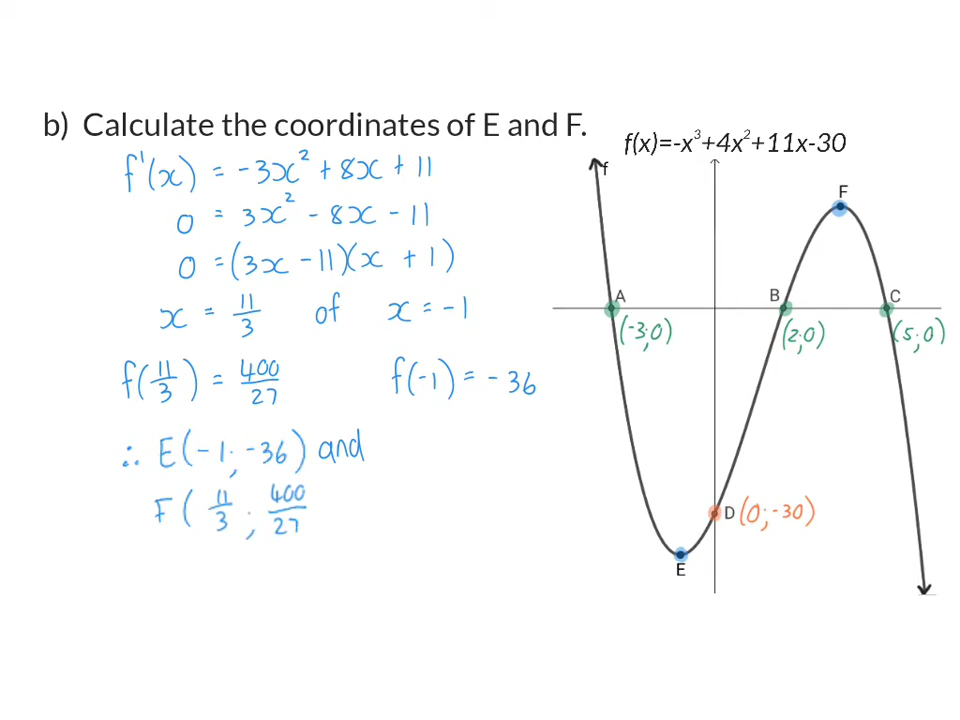 b) Calculate the coordinates of E and F.
f(x)=-x³+4x²+11x-30
f'(x) = -3x² + 8x + 11
0 = 3x² - 8x - 11
0 = (3x - 11)(x + 1)
x = 11/3 of x = -1
f(11/3) = 400/27 f(-1) = -36
∴ E(-1; -36) and
F(11/3 ; 400/27
f
F
A
B
C
(-3;0)
(2;0)
(5;0)
D (0;-30)
E